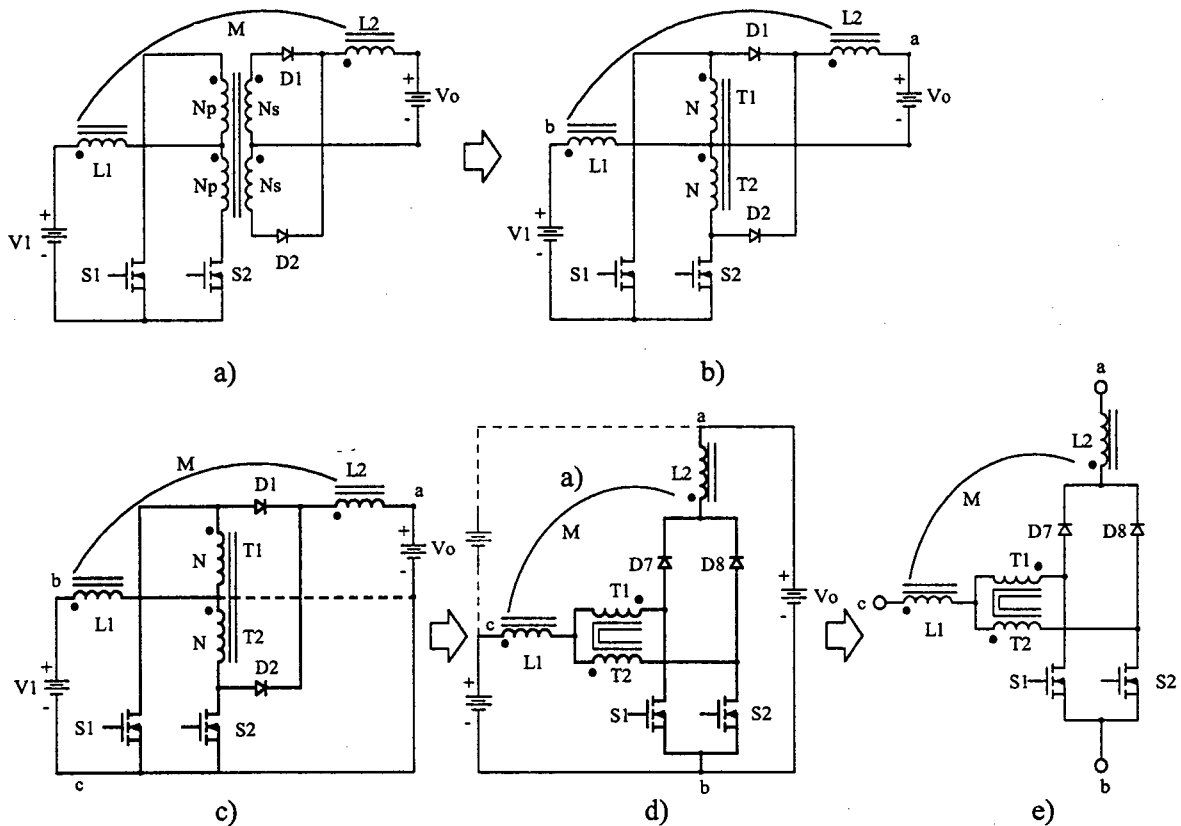 M L2
D1
Np Ns
+ Vo -
L1
Np Ns
D2
+ V1 -
S1 S2
a)
M L2
D1 a
N T1
+ Vo -
b
L1
N T2
D2
+ V1 -
S1 S2
b)
M L2
D1 a
N T1
+ Vo -
b
L1
N T2
D2
+ V1 -
S1 S2
c
c)
a
L2
a)
M
D7 D8
T1
+ Vo -
c
L1
T2
+ -
S1 S2
b
d)
a
L2
M
D7 D8
T1
c
L1
T2
S1 S2
b
e)